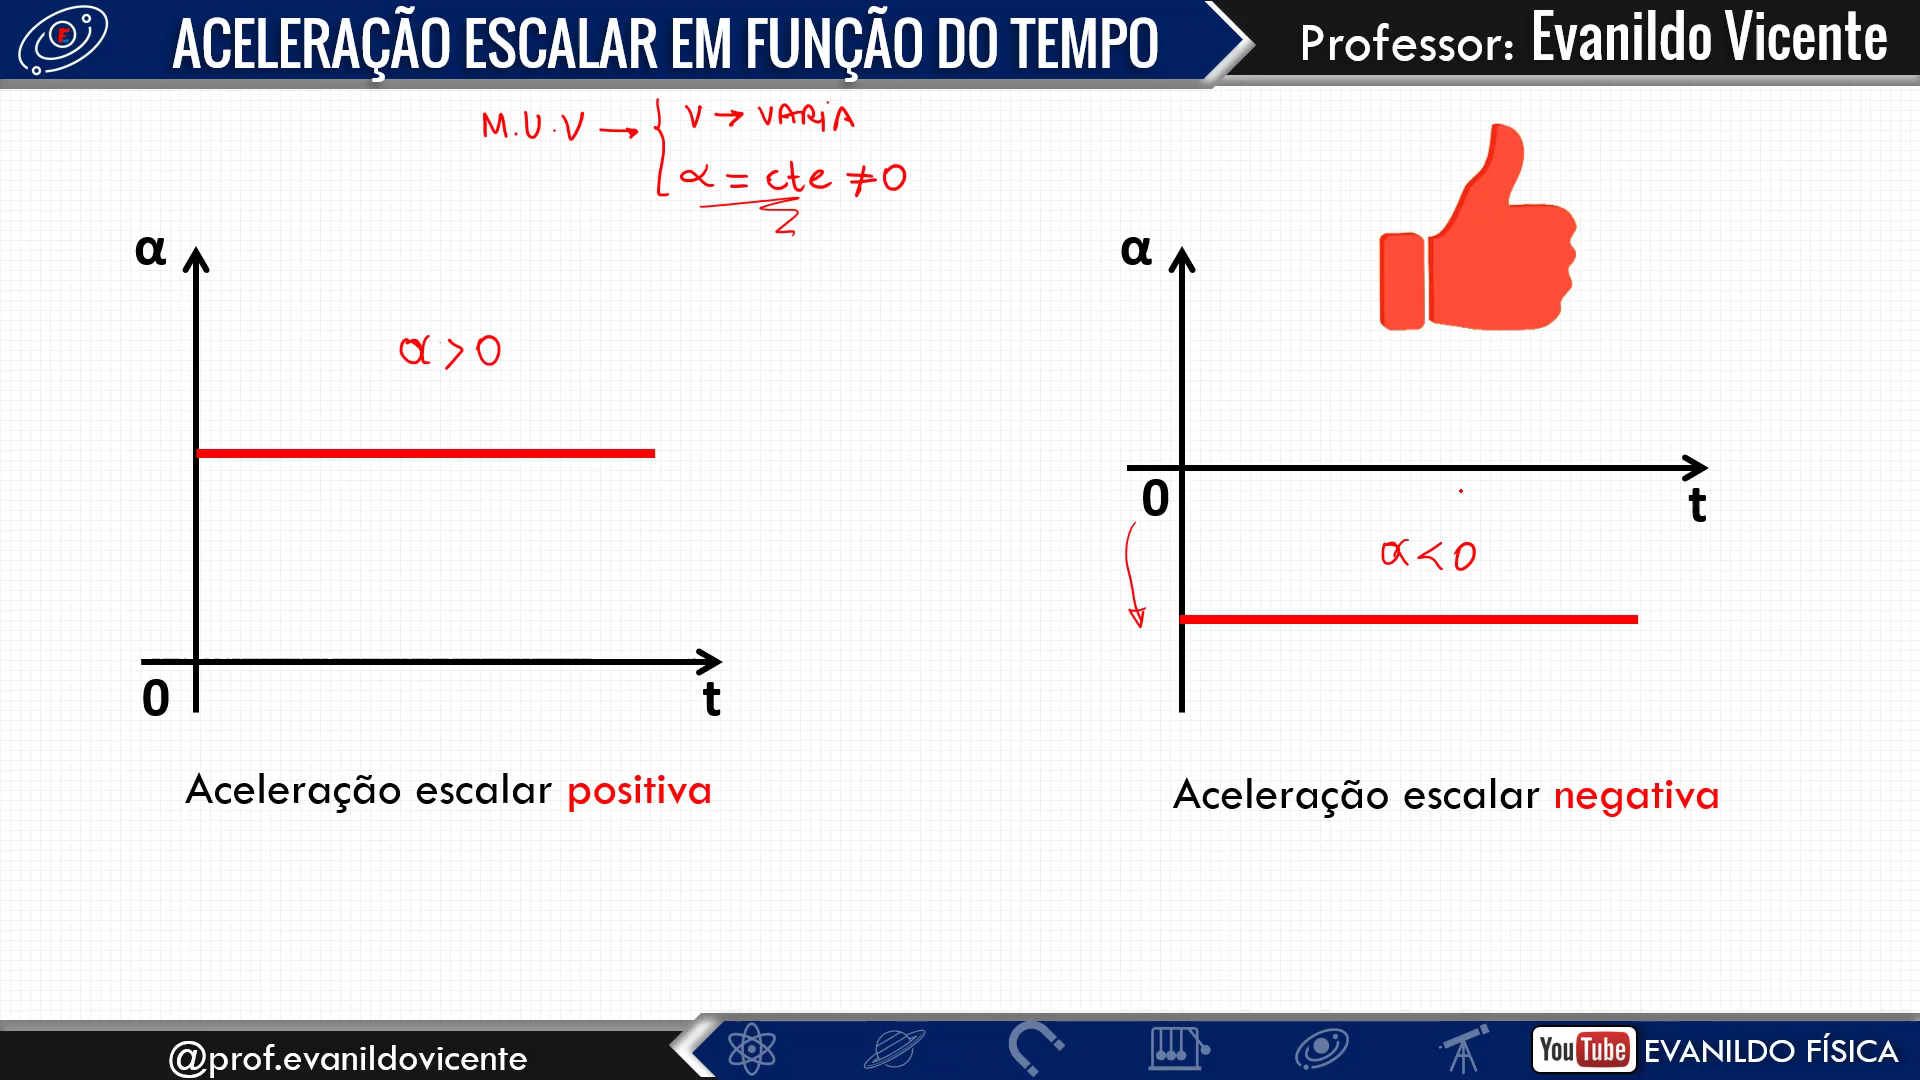 E
ACELERAÇÃO ESCALAR EM FUNÇÃO DO TEMPO
Professor: Evanildo Vicente
M.U.V → { V → VARiA
α = cte ≠ 0
α
α > 0
0
t
Aceleração escalar positiva
α
0
t
α < 0
Aceleração escalar negativa
@prof.evanildovicente
YouTube EVANILDO FÍSICA